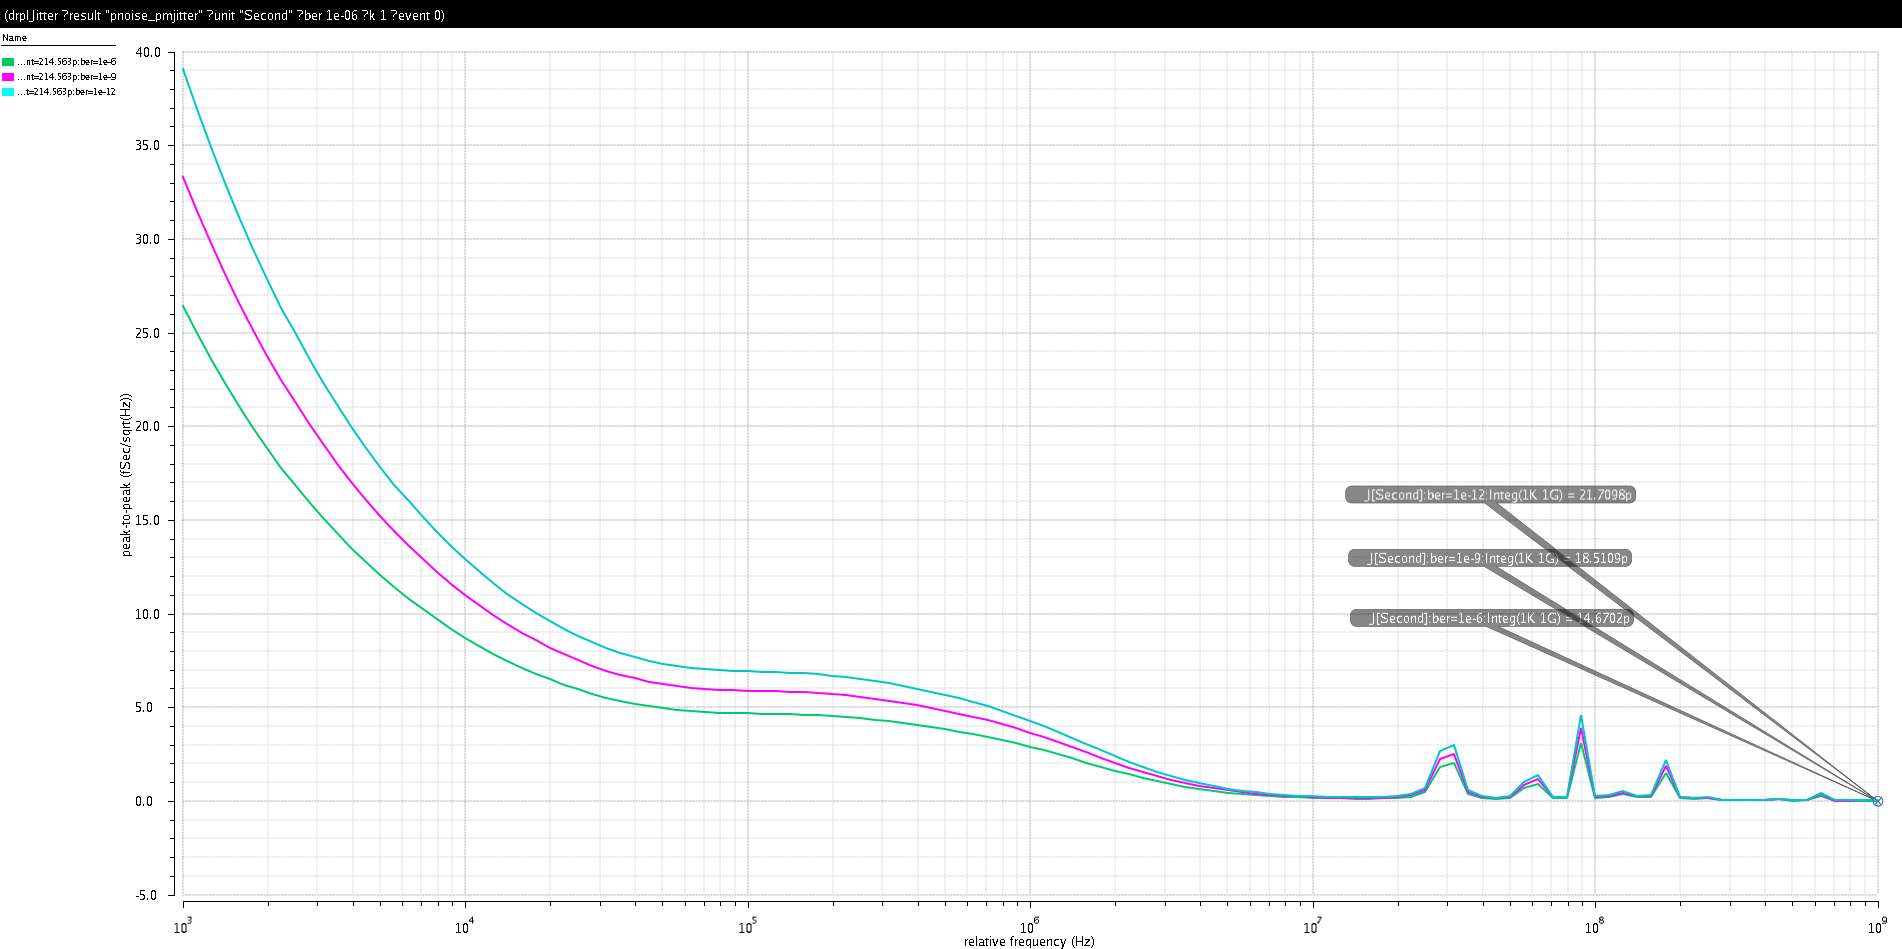 (drplJitter ?result "pnoise_pmjitter" ?unit "Second" ?ber 1e-06 ?k 1 ?event 0)
Name
...nt=214.563p:ber=1e-6
...nt=214.563p:ber=1e-9
...t=214.563p:ber=1e-12
40.0
35.0
30.0
25.0
20.0
15.0
10.0
5.0
0.0
-5.0
peak-to-peak (fSec/sqrt(Hz))
J[Second]:ber=1e-12:Integ(1K 1G) = 21.7098p
J[Second]:ber=1e-9:Integ(1K 1G) = 18.5109p
J[Second]:ber=1e-6:Integ(1K 1G) = 14.6702p
10³ 10⁴ 10⁵ 10⁶ 10⁷ 10⁸ 10⁹
relative frequency (Hz)